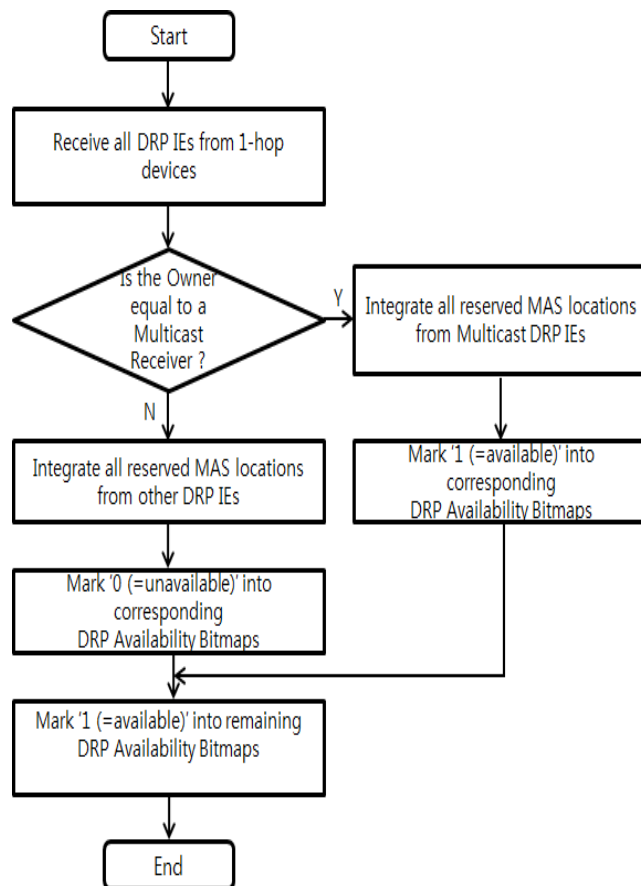 Start
Receive all DRP IEs from 1-hop
devices
Is the Owner
equal to a
Multicast
Receiver ?
Y
Integrate all reserved MAS locations
from Multicast DRP IEs
N
Mark '1 (=available)' into
corresponding
DRP Availability Bitmaps
Integrate all reserved MAS locations
from other DRP IEs
Mark '0 (=unavailable)' into
corresponding
DRP Availability Bitmaps
Mark '1 (=available)' into remaining
DRP Availability Bitmaps
End